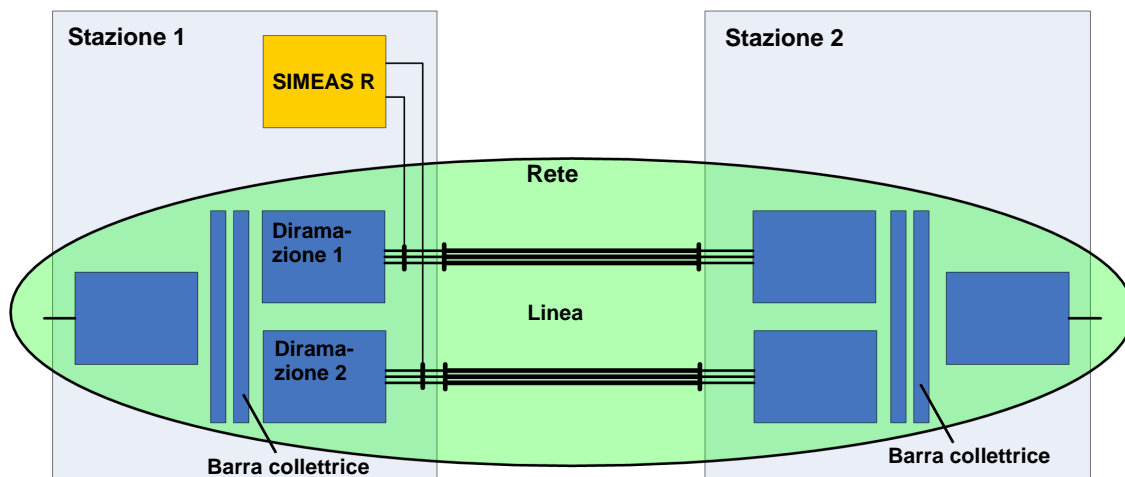 Stazione 1
Stazione 2
SIMEAS R
Rete
Dirama-
zione 1
Linea
Dirama-
zione 2
Barra collettrice
Barra collettrice